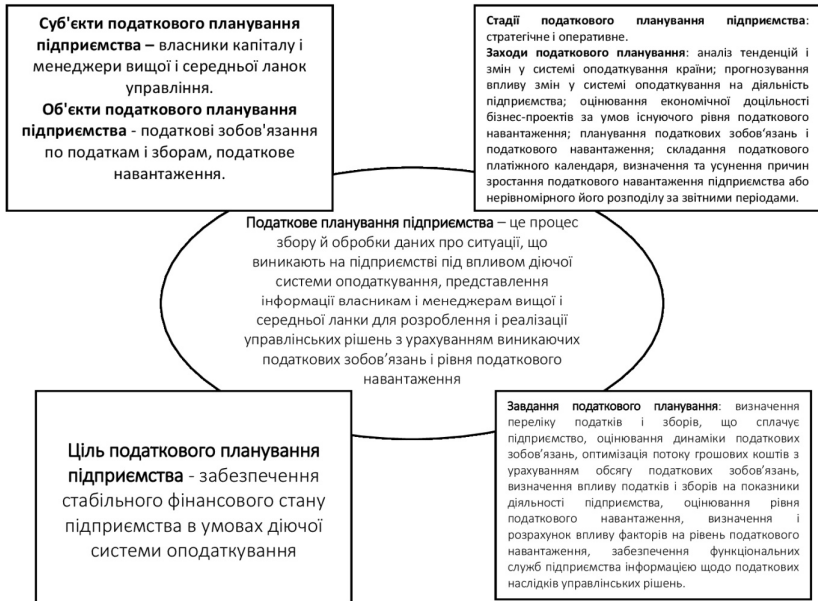 Суб'єкти податкового планування
підприємства – власники капіталу і
менеджери вищої і середньої ланок
управління.
Об'єкти податкового планування
підприємства - податкові зобов'язання
по податкам і зборам, податкове
навантаження.
Стадії податкового планування підприємства:
стратегічне і оперативне.
Заходи податкового планування: аналіз тенденцій і
змін у системі оподаткування країни; прогнозування
впливу змін у системі оподаткування на діяльність
підприємства; оцінювання економічної доцільності
бізнес-проектів за умов існуючого рівня податкового
навантаження; планування податкових зобов'язань і
податкового навантаження; складання податкового
платіжного календаря, визначення та усунення причин
зростання податкового навантаження підприємства або
нерівномірного його розподілу за звітними періодами.
Податкове планування підприємства – це процес
збору й обробки даних про ситуації, що
виникають на підприємстві під впливом діючої
системи оподаткування, представлення
інформації власникам і менеджерам вищої і
середньої ланки для розроблення і реалізації
управлінських рішень з урахуванням виникаючих
податкових зобов'язань і рівня податкового
навантаження
Ціль податкового планування
підприємства - забезпечення
стабільного фінансового стану
підприємства в умовах діючої
системи оподаткування
Завдання податкового планування: визначення
переліку податків і зборів, що сплачує
підприємство, оцінювання динаміки податкових
зобов'язань, оптимізація потоку грошових коштів з
урахуванням обсягу податкових зобов'язань,
визначення впливу податків і зборів на показники
діяльності підприємства, оцінювання рівня
податкового навантаження, визначення і
розрахунок впливу факторів на рівень податкового
навантаження, забезпечення функціональних
служб підприємства інформацією щодо податкових
наслідків управлінських рішень.